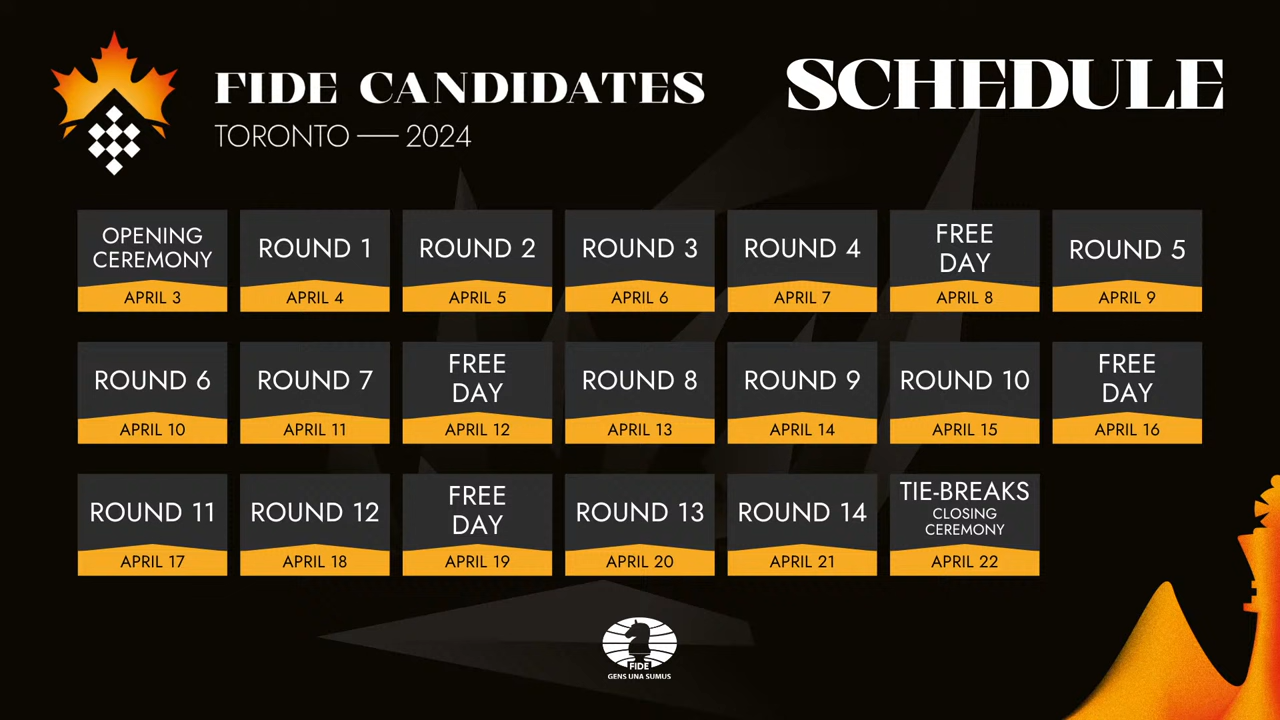 FIDE CANDIDATES
TORONTO — 2024
SCHEDULE
OPENING
CEREMONY
APRIL 3
ROUND 1
APRIL 4
ROUND 2
APRIL 5
ROUND 3
APRIL 6
ROUND 4
APRIL 7
FREE
DAY
APRIL 8
ROUND 5
APRIL 9
ROUND 6
APRIL 10
ROUND 7
APRIL 11
FREE
DAY
APRIL 12
ROUND 8
APRIL 13
ROUND 9
APRIL 14
ROUND 10
APRIL 15
FREE
DAY
APRIL 16
ROUND 11
APRIL 17
ROUND 12
APRIL 18
FREE
DAY
APRIL 19
ROUND 13
APRIL 20
ROUND 14
APRIL 21
TIE-BREAKS
CLOSING
CEREMONY
APRIL 22
FIDE
GENS UNA SUMUS